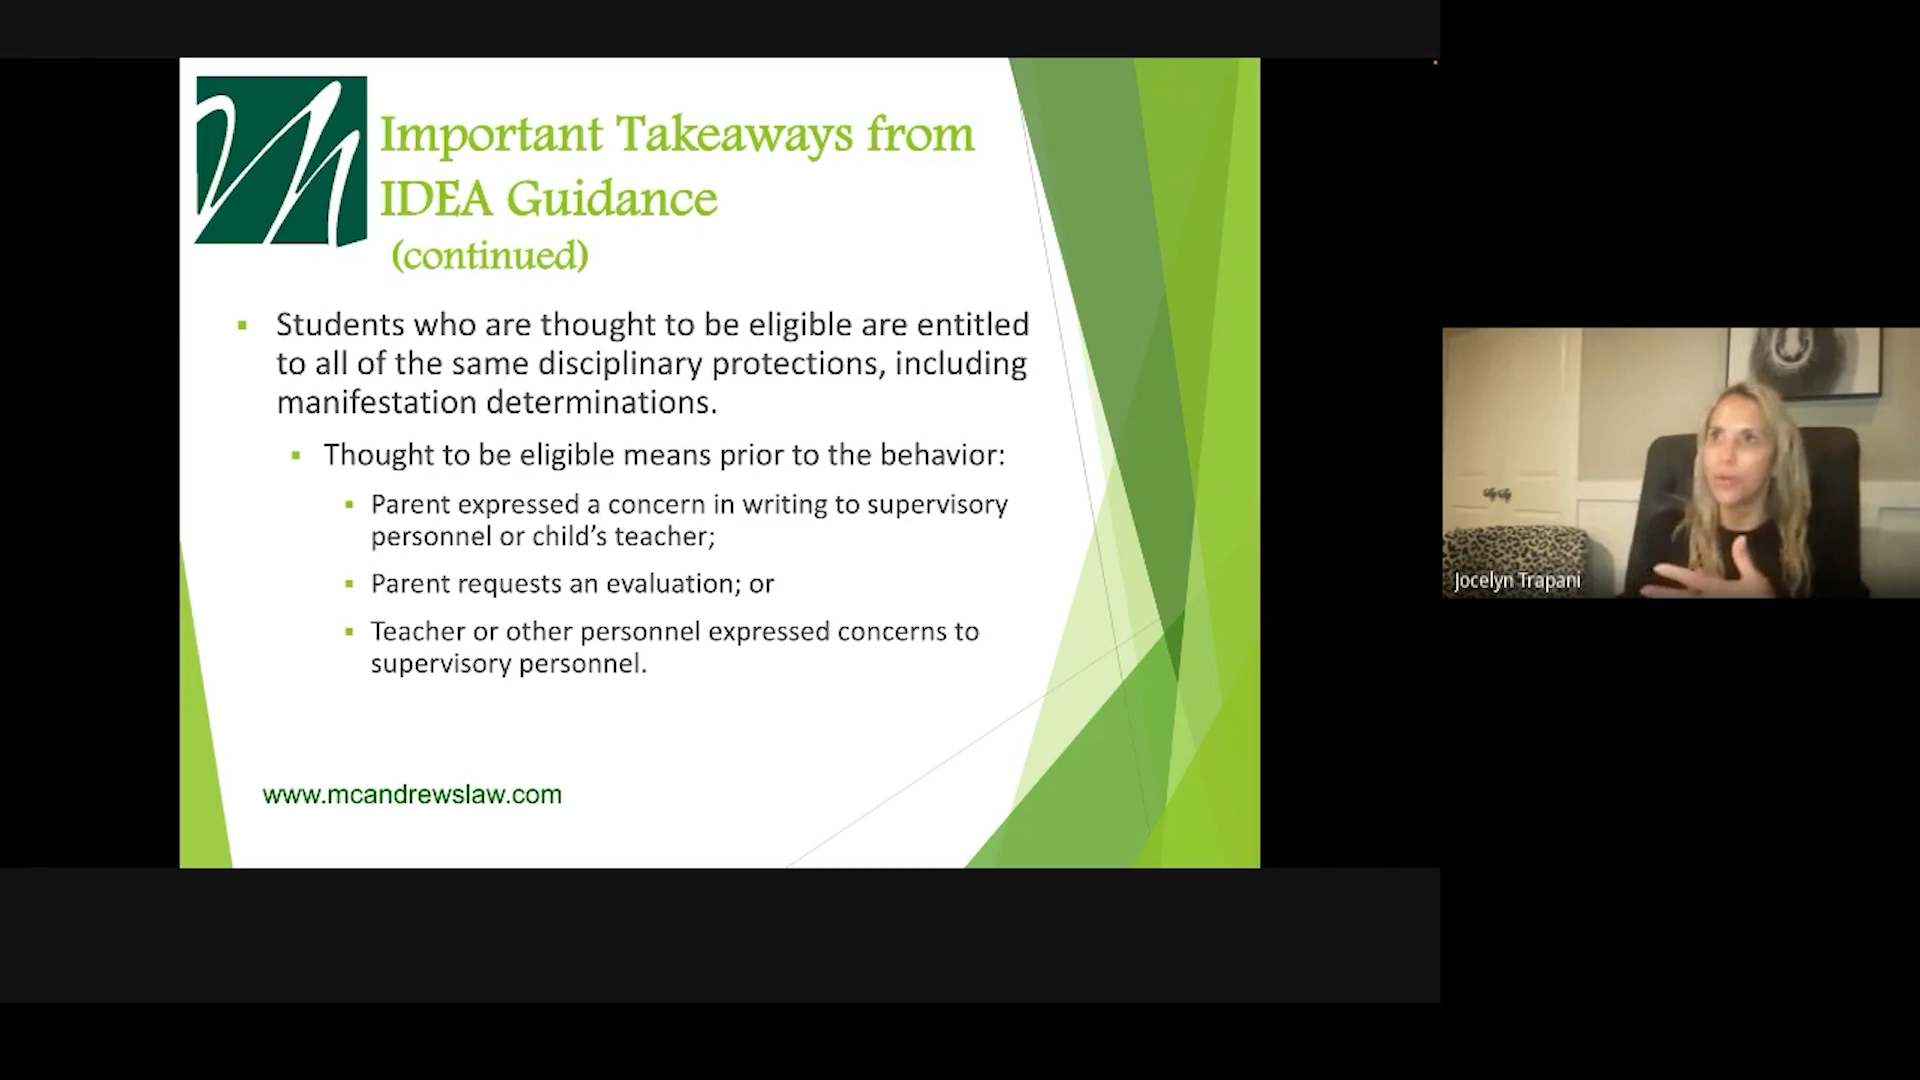 Important Takeaways from
IDEA Guidance
(continued)
Students who are thought to be eligible are entitled
to all of the same disciplinary protections, including
manifestation determinations.
Thought to be eligible means prior to the behavior:
Parent expressed a concern in writing to supervisory
personnel or child’s teacher;
Parent requests an evaluation; or
Teacher or other personnel expressed concerns to
supervisory personnel.
www.mcandrewslaw.com
Jocelyn Trapani